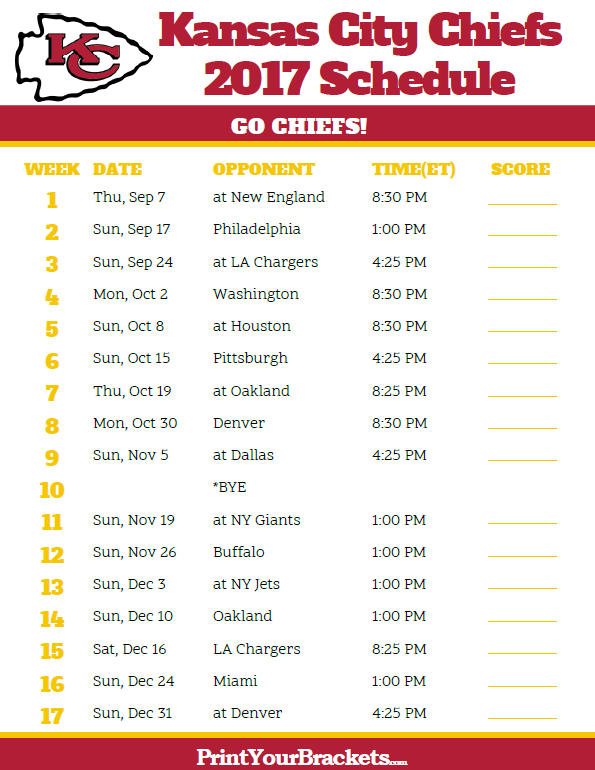 KC
Kansas City Chiefs
2017 Schedule
GO CHIEFS!
WEEK DATE OPPONENT TIME(ET) SCORE
1 Thu, Sep 7 at New England 8:30 PM
2 Sun, Sep 17 Philadelphia 1:00 PM
3 Sun, Sep 24 at LA Chargers 4:25 PM
4 Mon, Oct 2 Washington 8:30 PM
5 Sun, Oct 8 at Houston 8:30 PM
6 Sun, Oct 15 Pittsburgh 4:25 PM
7 Thu, Oct 19 at Oakland 8:25 PM
8 Mon, Oct 30 Denver 8:30 PM
9 Sun, Nov 5 at Dallas 4:25 PM
10 *BYE
11 Sun, Nov 19 at NY Giants 1:00 PM
12 Sun, Nov 26 Buffalo 1:00 PM
13 Sun, Dec 3 at NY Jets 1:00 PM
14 Sun, Dec 10 Oakland 1:00 PM
15 Sat, Dec 16 LA Chargers 8:25 PM
16 Sun, Dec 24 Miami 1:00 PM
17 Sun, Dec 31 at Denver 4:25 PM
PrintYourBrackets.com